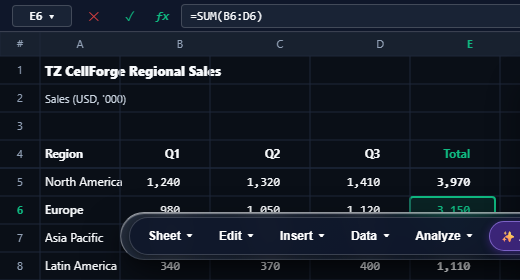 E6 ▾ ✕ ✓ ƒx =SUM(B6:D6)
# A B C D E
1 TZ CellForge Regional Sales
2 Sales (USD, '000)
3
4 Region Q1 Q2 Q3 Total
5 North America 1,240 1,320 1,410 3,970
6 Europe 980 1,050 1,120 3,150
Sheet ▾ Edit ▾ Insert ▾ Data ▾ Analyze ▾ ✨
7 Asia Pacific
8 Latin America 340 370 400 1,110